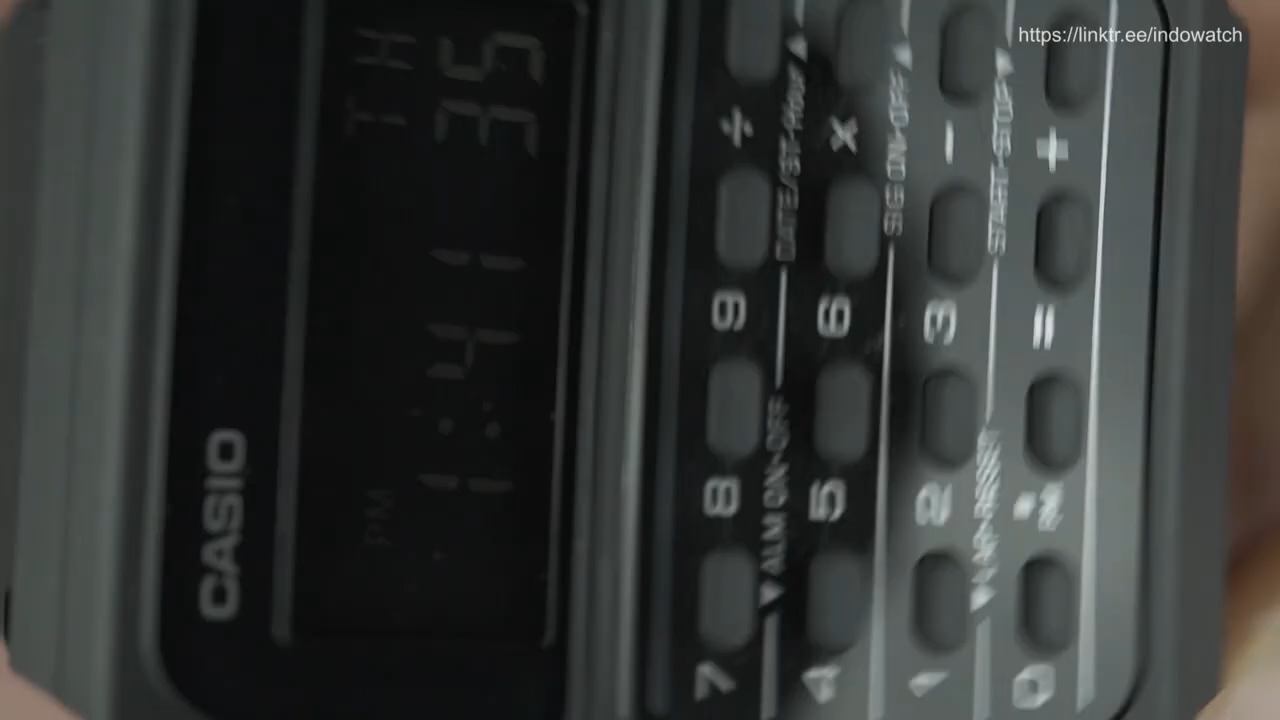 https://linktr.ee/indowatch
CASIO
PM TH
1:41 35
7 8 9 ÷
◀ALM ON·OFF DATE/ST-Hour▶
4 5 6 ×
SIG ON·OFF▶
1 2 3 −
◀LAP·RESET START·STOP▶
0 · = +